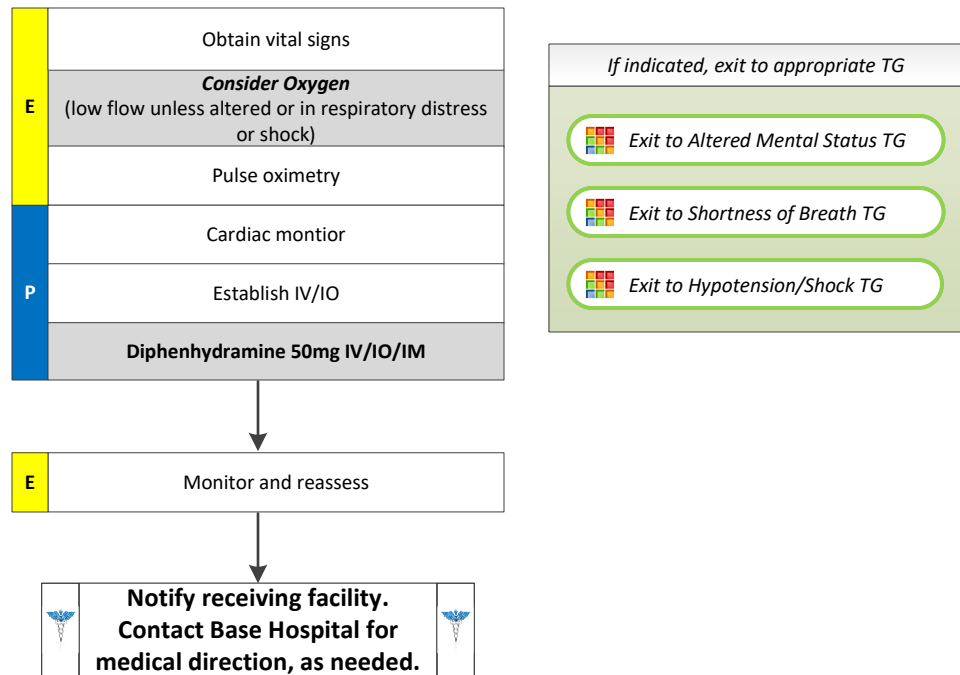 E
Obtain vital signs
Consider Oxygen
(low flow unless altered or in respiratory distress
or shock)
Pulse oximetry
P
Cardiac montior
Establish IV/IO
Diphenhydramine 50mg IV/IO/IM
E
Monitor and reassess
Notify receiving facility.
Contact Base Hospital for
medical direction, as needed.
If indicated, exit to appropriate TG
Exit to Altered Mental Status TG
Exit to Shortness of Breath TG
Exit to Hypotension/Shock TG